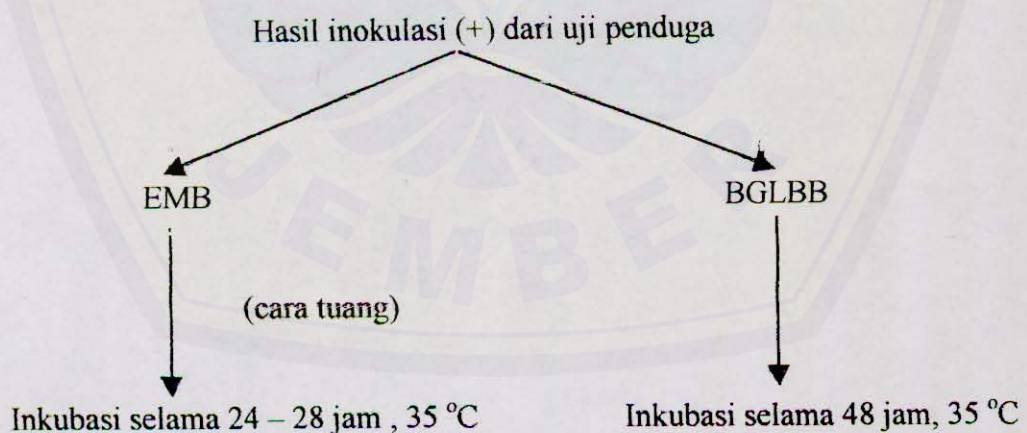 Hasil inokulasi (+) dari uji penduga
EMB
BGLBB
(cara tuang)
Inkubasi selama 24 – 28 jam , 35 °C
Inkubasi selama 48 jam, 35 °C
JEMBER